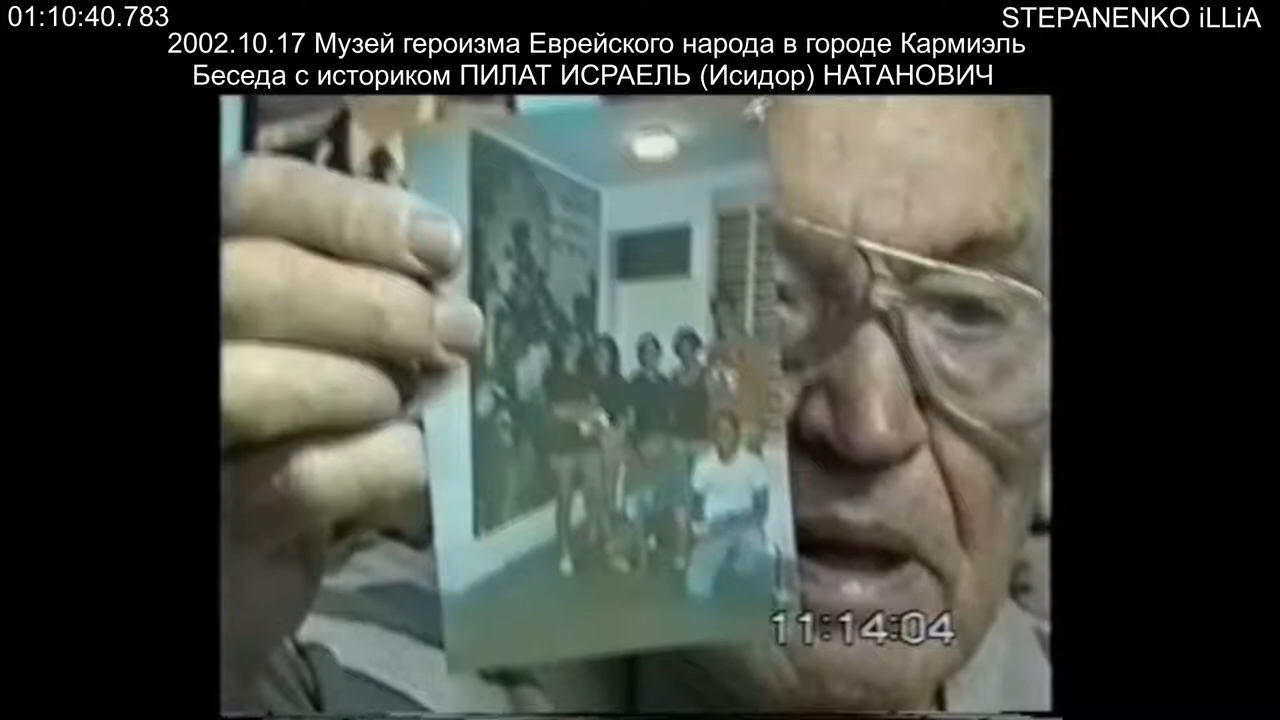 01:10:40.783
STEPANENKO iLLiA
2002.10.17 Музей героизма Еврейского народа в городе Кармиэль
Беседа с историком ПИЛАТ ИСРАЕЛЬ (Исидор) НАТАНОВИЧ
11:14:04